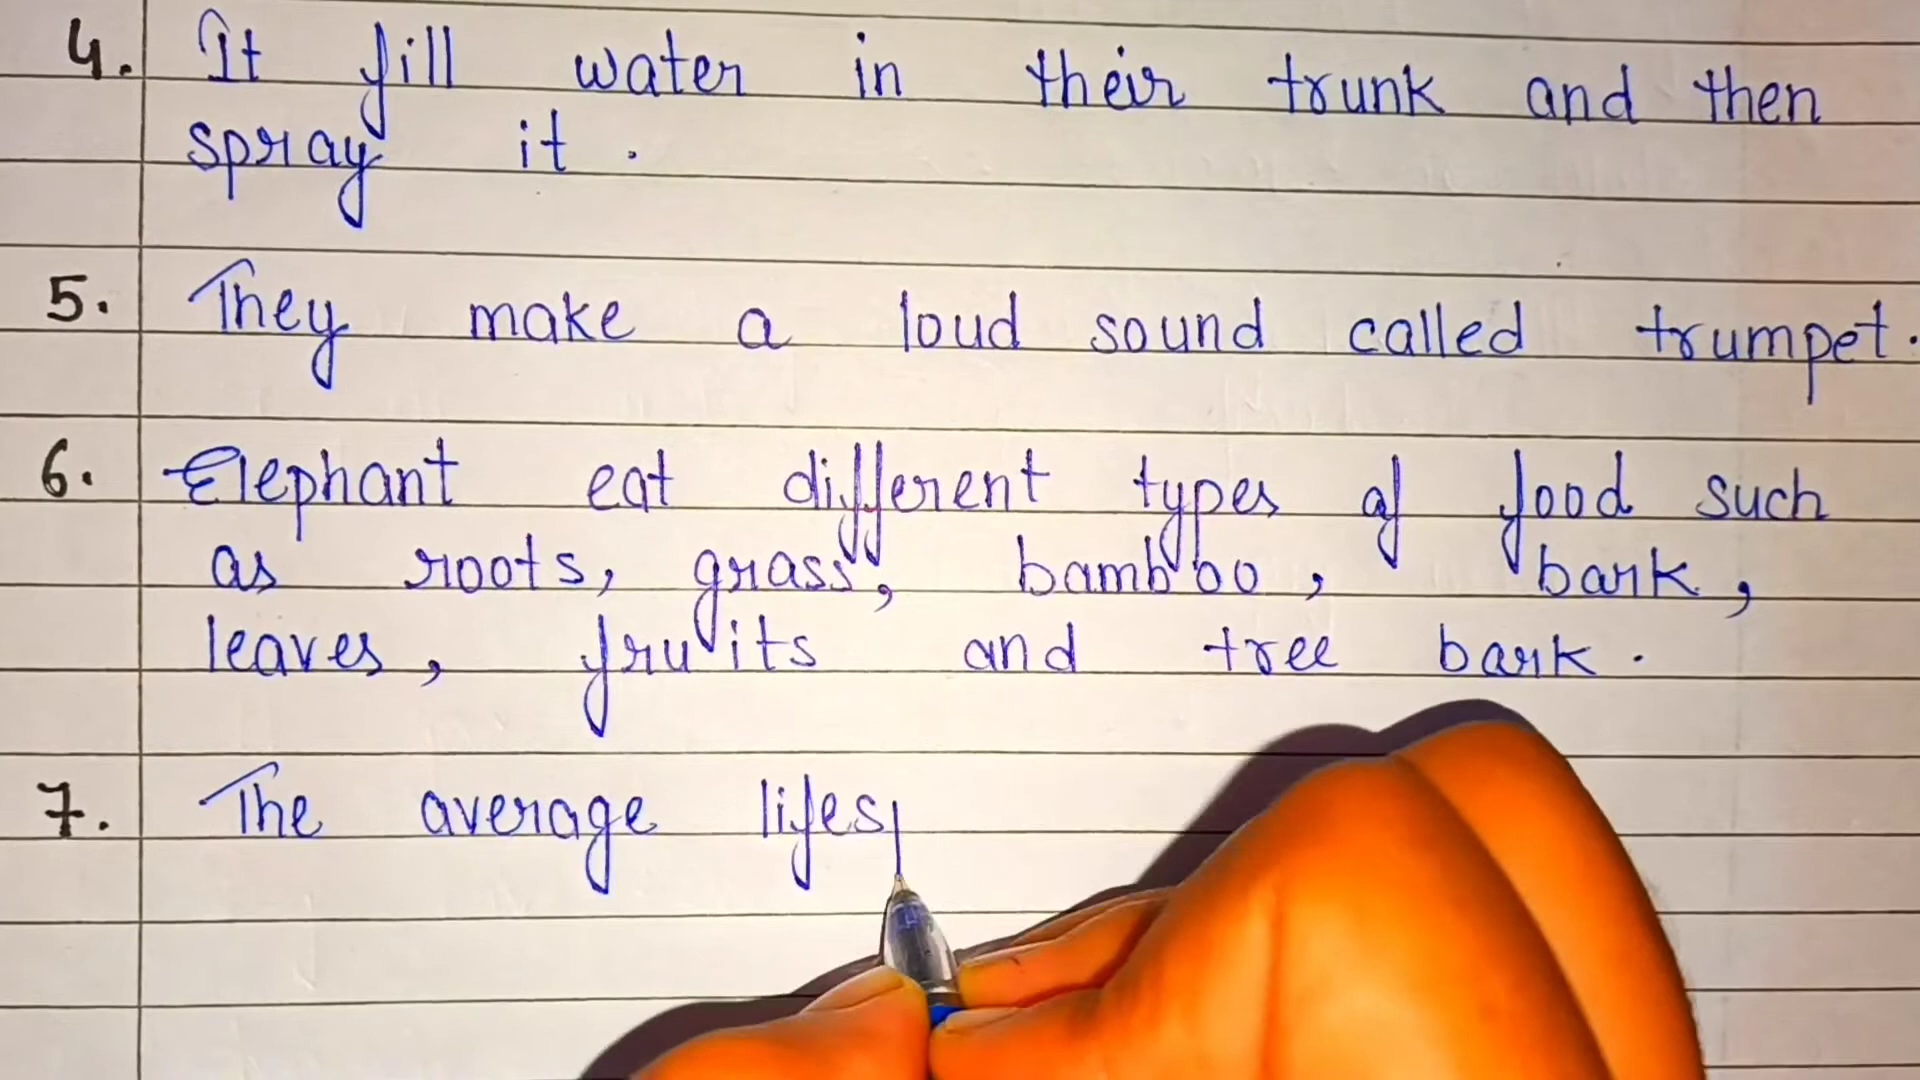 4. It fill water in their trunk and then
spray it.
5. They make a loud sound called trumpet.
6. Elephant eat different types of food such
as roots, grass, bamboo, bark,
leaves, fruits and tree bark.
7. The average lifesp